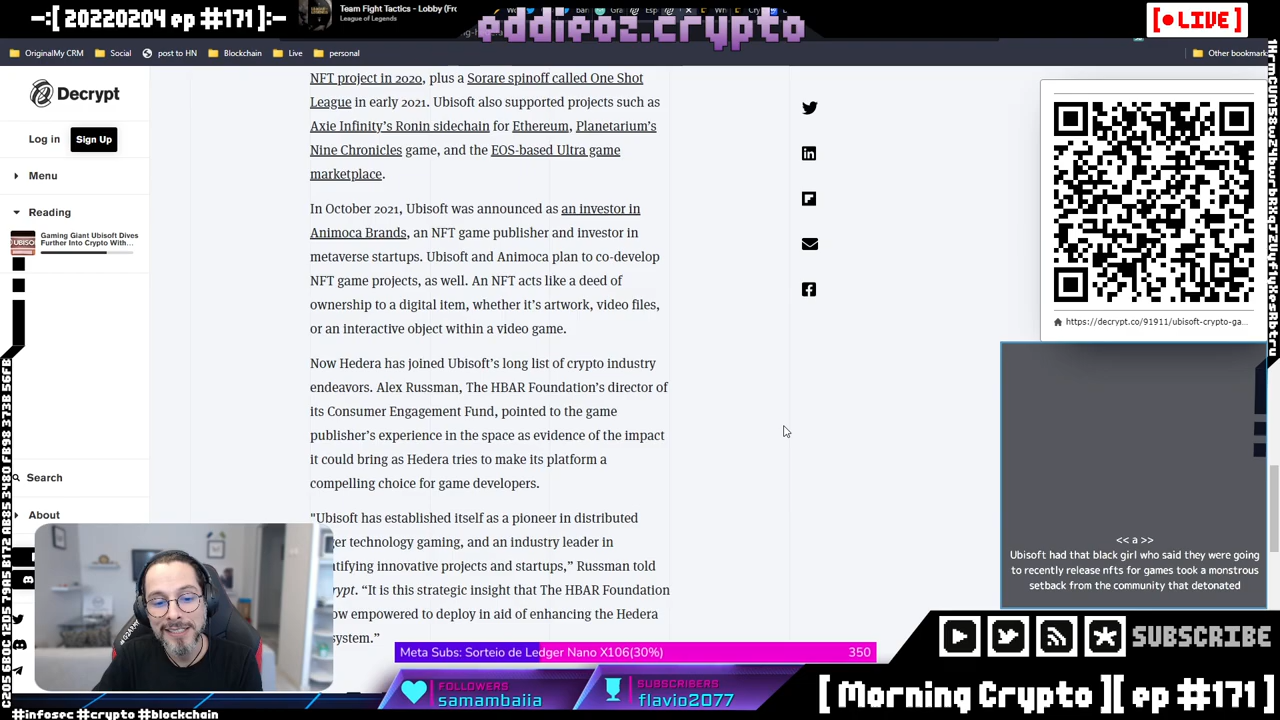 -:[ 20220204 ep #171]:-
Team Fight Tactics - Lobby (Fr
League of Legends
eddieoz.crypto
[●LIVE]
OriginalMy CRM
Social
post to HN
Blockchain
Live
personal
Other bookmark
Decrypt
Log in
Sign Up
Menu
Reading
Gaming Giant Ubisoft Dives
Further Into Crypto With...
Search
About
NFT project in 2020, plus a Sorare spinoff called One Shot
League in early 2021. Ubisoft also supported projects such as
Axie Infinity's Ronin sidechain for Ethereum, Planetarium's
Nine Chronicles game, and the EOS-based Ultra game
marketplace.
In October 2021, Ubisoft was announced as an investor in
Animoca Brands, an NFT game publisher and investor in
metaverse startups. Ubisoft and Animoca plan to co-develop
NFT game projects, as well. An NFT acts like a deed of
ownership to a digital item, whether it's artwork, video files,
or an interactive object within a video game.
Now Hedera has joined Ubisoft's long list of crypto industry
endeavors. Alex Russman, The HBAR Foundation's director of
its Consumer Engagement Fund, pointed to the game
publisher's experience in the space as evidence of the impact
it could bring as Hedera tries to make its platform a
compelling choice for game developers.
"Ubisoft has established itself as a pioneer in distributed
er technology gaming, and an industry leader in
tifying innovative projects and startups," Russman told
crypt. "It is this strategic insight that The HBAR Foundation
ow empowered to deploy in aid of enhancing the Hedera
system."
https://decrypt.co/91911/ubisoft-crypto-ga...
<< a >>
Ubisoft had that black girl who said they were going
to recently release nfts for games took a monstrous
setback from the community that detonated
SUBSCRIBE
Meta Subs: Sorteio de Ledger Nano X106(30%)
350
FOLLOWERS
samambaiia
SUBSCRIBERS
flavio2077
[Morning Crypto][ep #171]
#infosec #crypto #blockchain